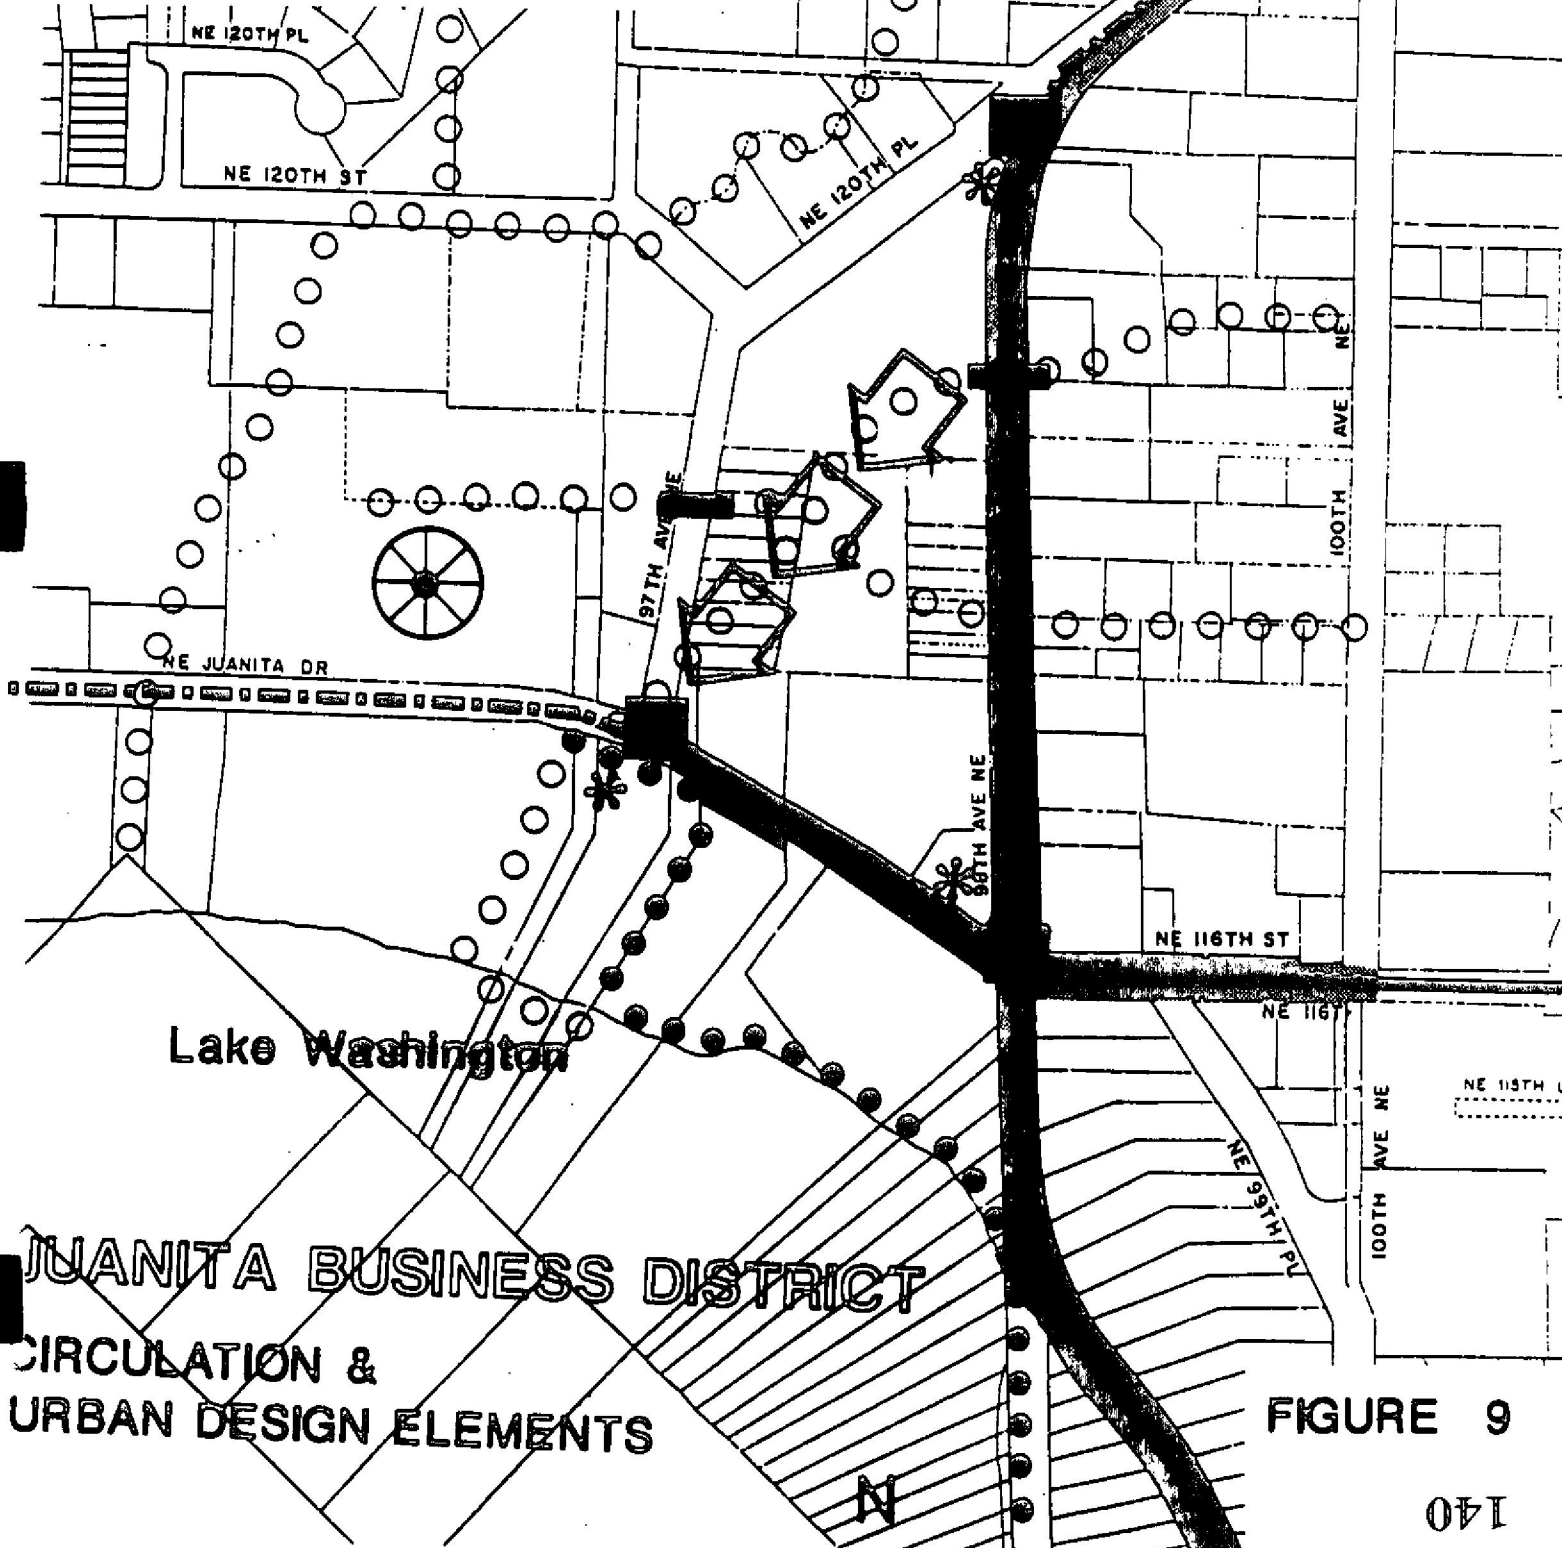 NE 120TH PL
NE 120TH ST
NE 120TH PL
100TH AVE NE
97TH AVE NE
NE JUANITA DR
98TH AVE NE
NE 116TH ST
NE 116T
Lake Washington
NE 115TH
NE 99TH PL
100TH AVE NE
JUANITA BUSINESS DISTRICT
CIRCULATION &
URBAN DESIGN ELEMENTS
FIGURE 9
N
140